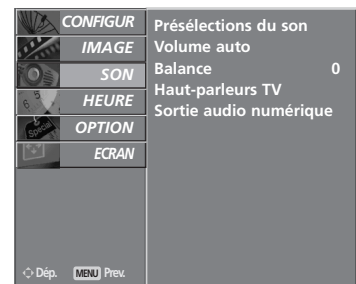 CONFIGUR
IMAGE
SON
HEURE
OPTION
ECRAN
Présélections du son
Volume auto
Balance 0
Haut-parleurs TV
Sortie audio numérique
Dép. MENU Prev.